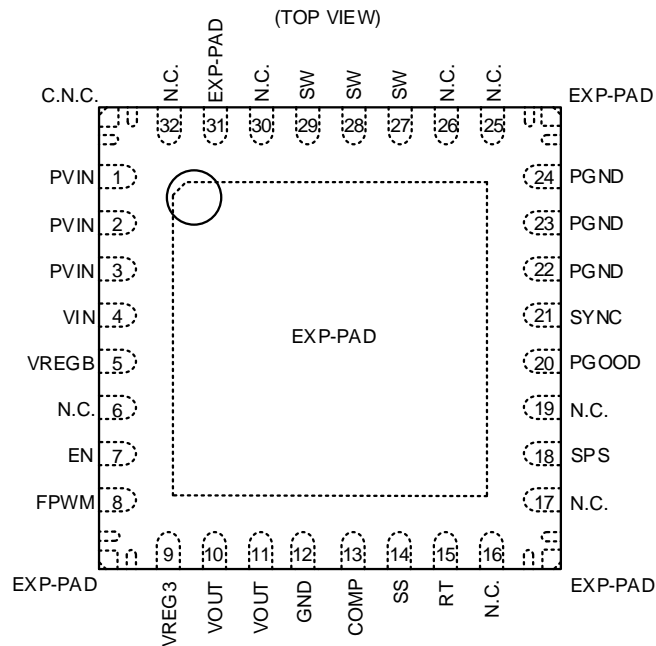 (TOP VIEW)
C.N.C.
N.C.
EXP-PAD
N.C.
SW
SW
SW
N.C.
N.C.
EXP-PAD
32
31
30
29
28
27
26
25
PVIN 1
PVIN 2
PVIN 3
VIN 4
VREGB 5
N.C. 6
EN 7
FPWM 8
EXP-PAD
24 PGND
23 PGND
22 PGND
21 SYNC
20 PGOOD
19 N.C.
18 SPS
17 N.C.
9
10
11
12
13
14
15
16
EXP-PAD
VREG3
VOUT
VOUT
GND
COMP
SS
RT
N.C.
EXP-PAD